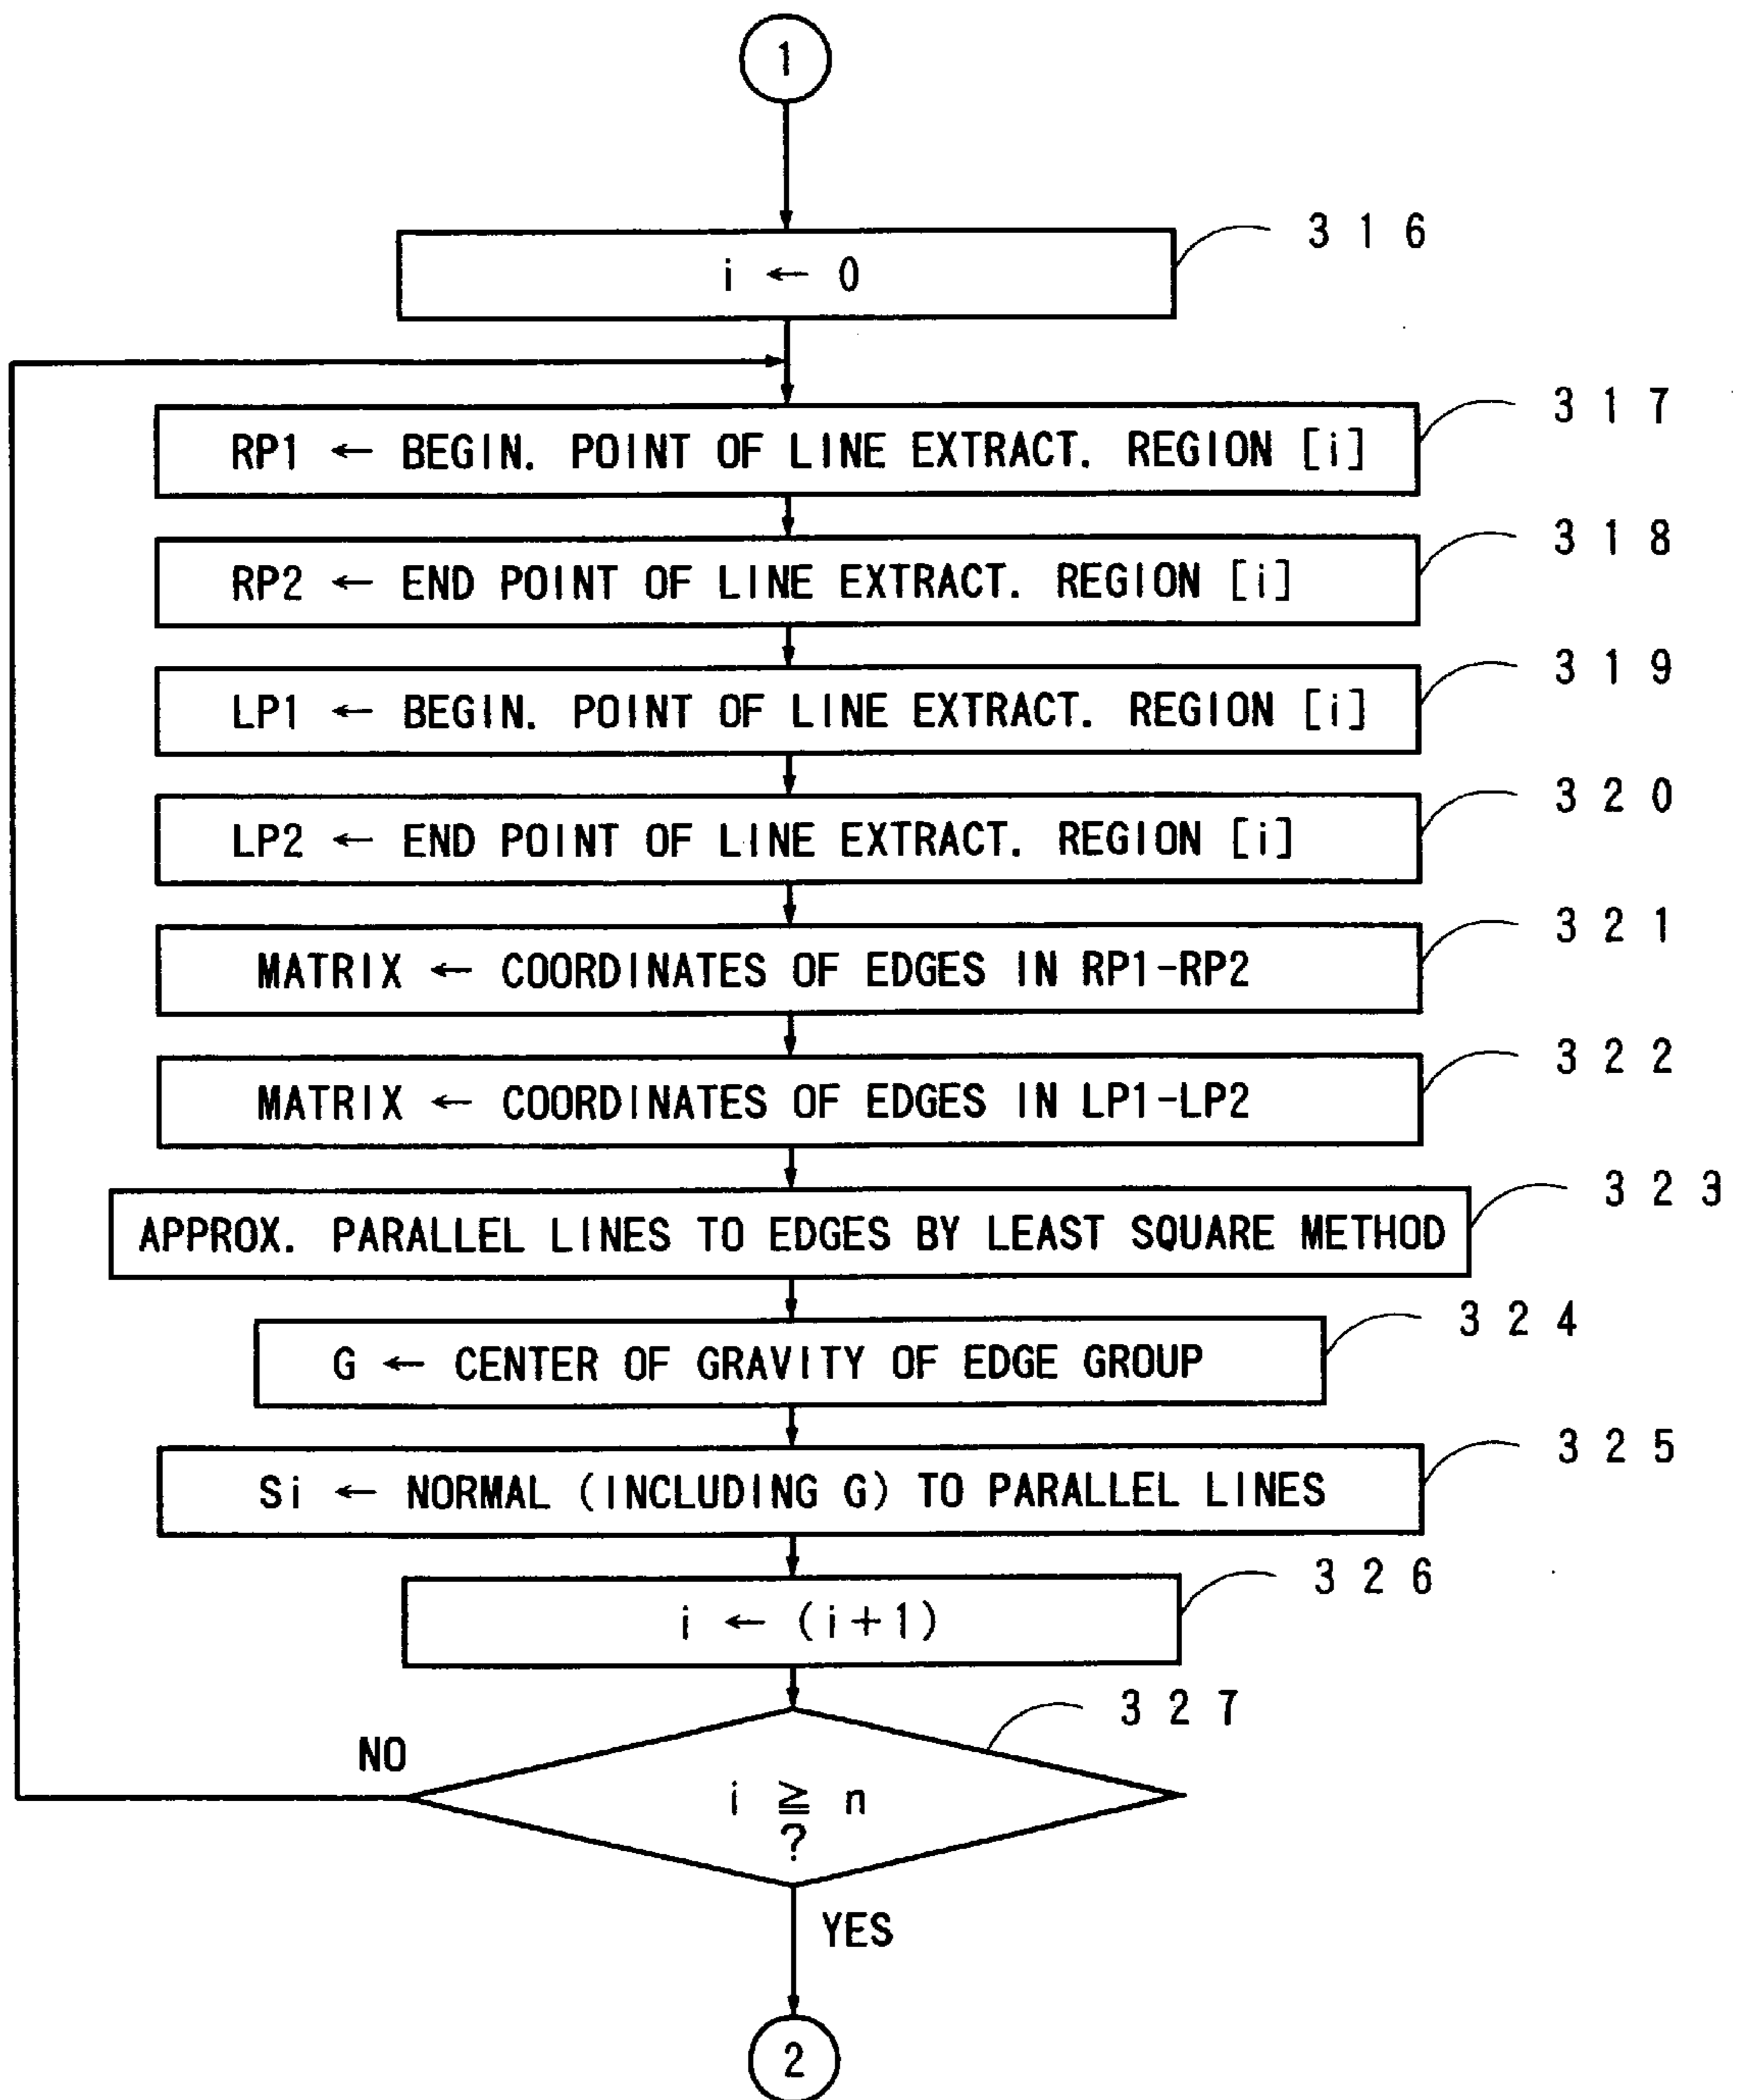 1
316
i ← 0
317
RP1 ← BEGIN. POINT OF LINE EXTRACT. REGION [i]
318
RP2 ← END POINT OF LINE EXTRACT. REGION [i]
319
LP1 ← BEGIN. POINT OF LINE EXTRACT. REGION [i]
320
LP2 ← END POINT OF LINE EXTRACT. REGION [i]
321
MATRIX ← COORDINATES OF EDGES IN RP1-RP2
322
MATRIX ← COORDINATES OF EDGES IN LP1-LP2
323
APPROX. PARALLEL LINES TO EDGES BY LEAST SQUARE METHOD
324
G ← CENTER OF GRAVITY OF EDGE GROUP
325
Si ← NORMAL (INCLUDING G) TO PARALLEL LINES
326
i ← (i+1)
327
NO
i ≧ n
?
YES
2